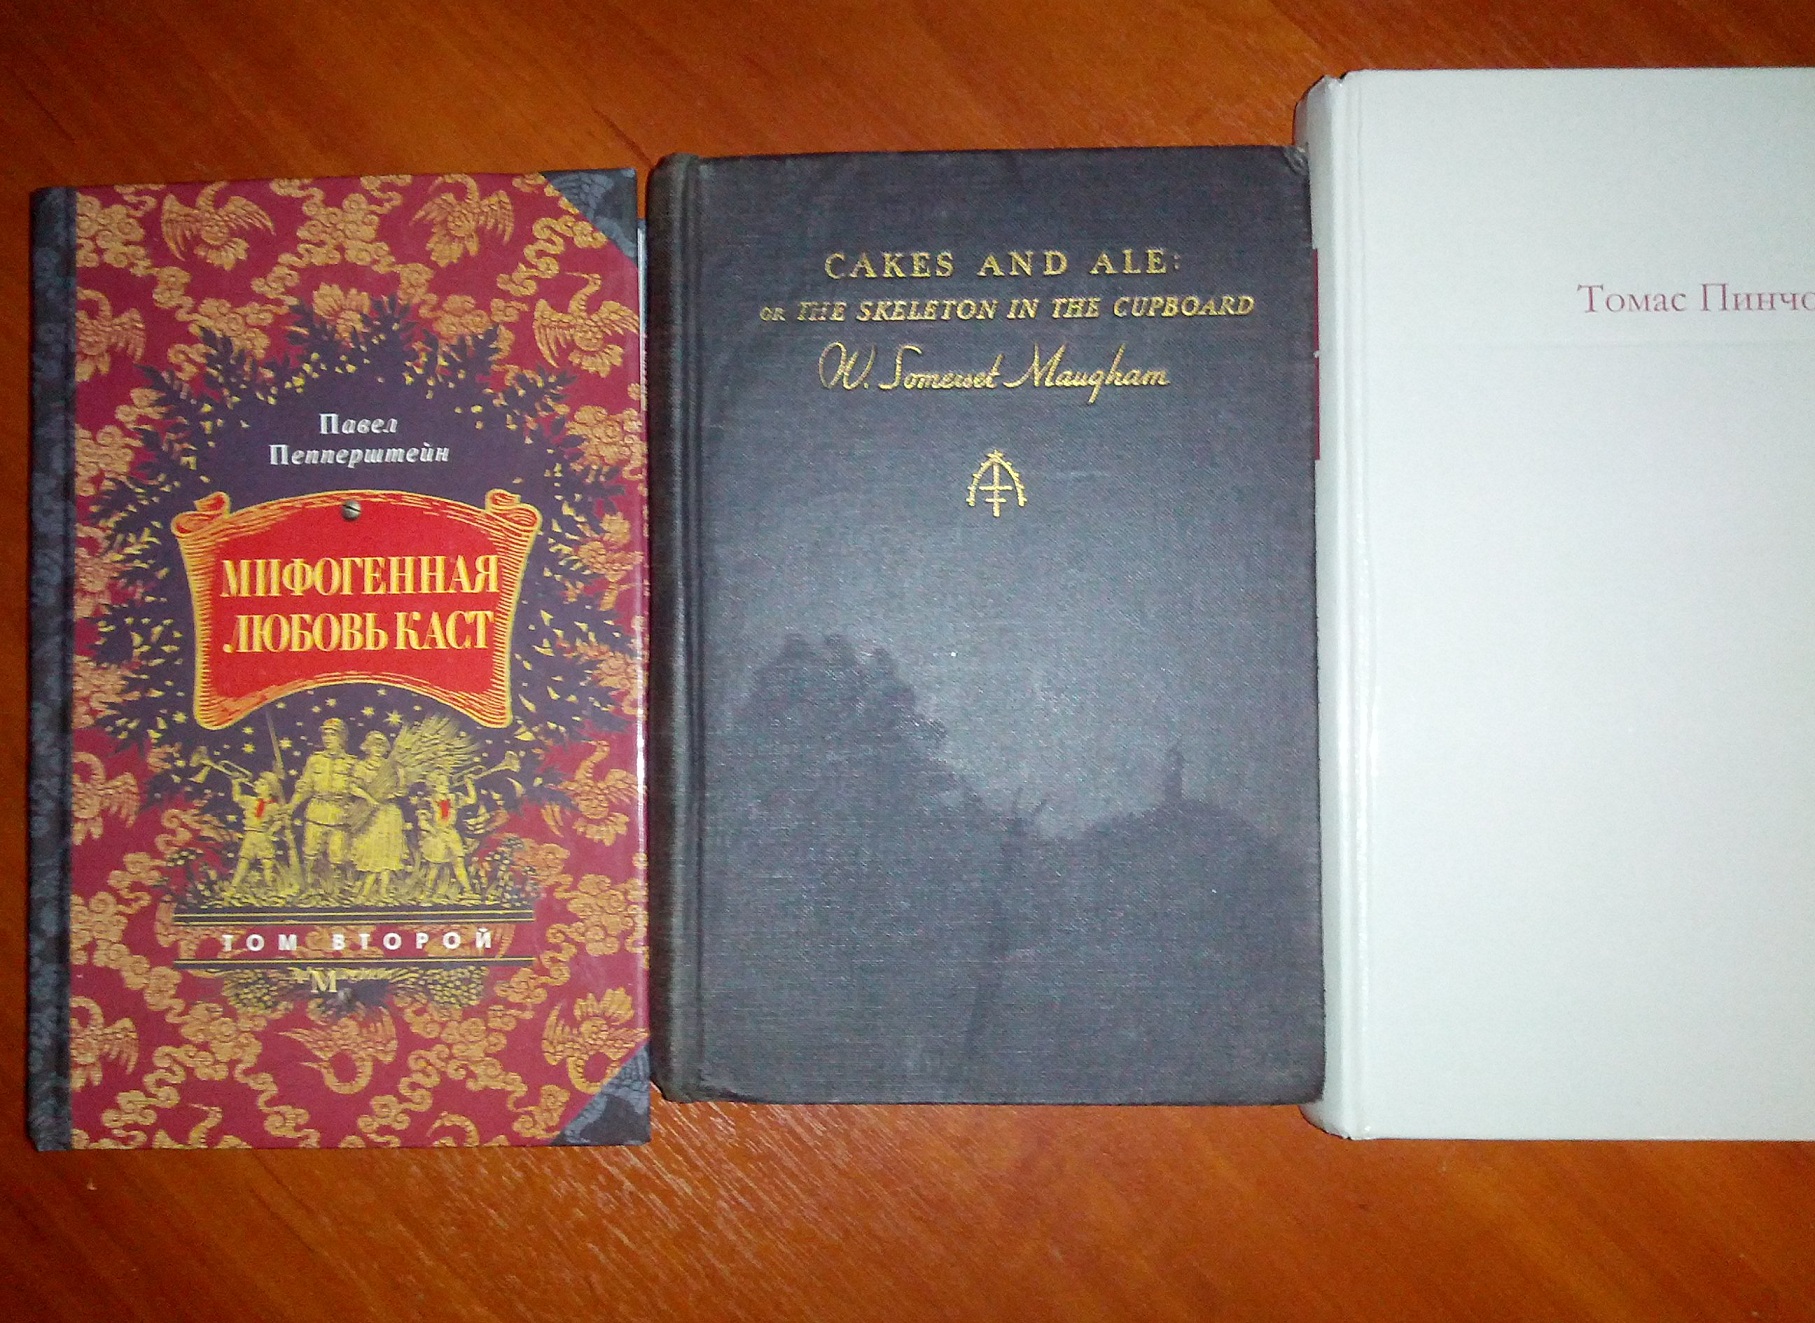 Павел
Пепперштейн
МИФОГЕННАЯ
ЛЮБОВЬ КАСТ
ТОМ ВТОРОЙ
М
CAKES AND ALE:
OR THE SKELETON IN THE CUPBOARD
W. Somerset Maugham
Томас Пинчо